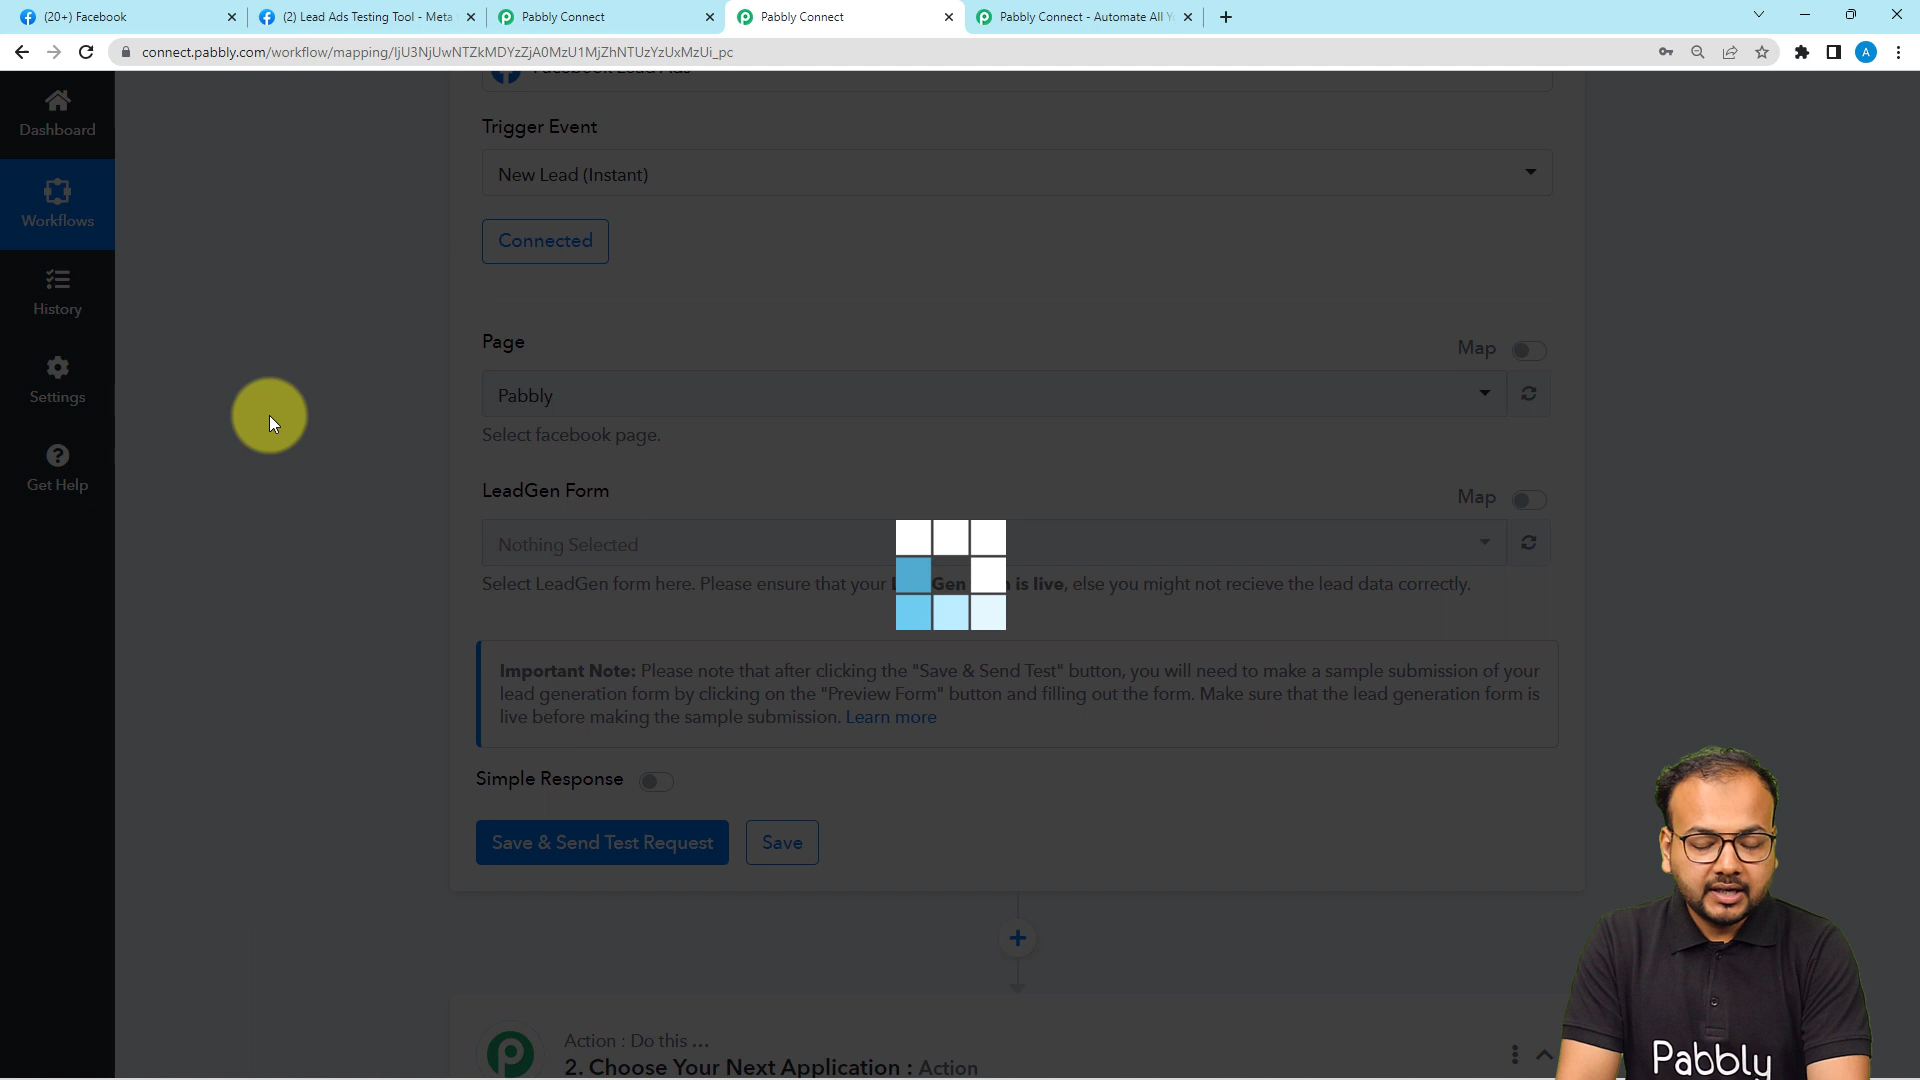 (20+) Facebook
(2) Lead Ads Testing Tool - Meta
Pabbly Connect
Pabbly Connect
Pabbly Connect - Automate All Y
connect.pabbly.com/workflow/mapping/IjU3NjUwNTZkMDYzZjA0MzU1MjZhNTUzYzUxMzUi_pc
A
Dashboard
Workflows
History
Settings
Get Help
Facebook Lead Ads
Trigger Event
New Lead (Instant)
Connected
Page
Map
Pabbly
Select facebook page.
LeadGen Form
Map
Nothing Selected
Select LeadGen form here. Please ensure that your Gen is live, else you might not recieve the lead data correctly.
Important Note: Please note that after clicking the "Save & Send Test" button, you will need to make a sample submission of your
lead generation form by clicking on the "Preview Form" button and filling out the form. Make sure that the lead generation form is
live before making the sample submission. Learn more
Simple Response
Save & Send Test Request
Save
Action : Do this ...
2. Choose Your Next Application : Action
Pabbly